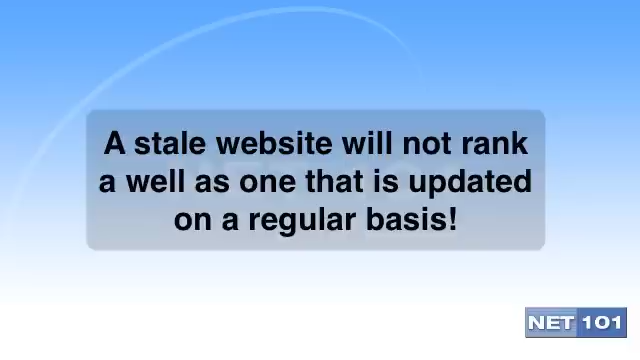 A stale website will not rank
a well as one that is updated
on a regular basis!
NET 101